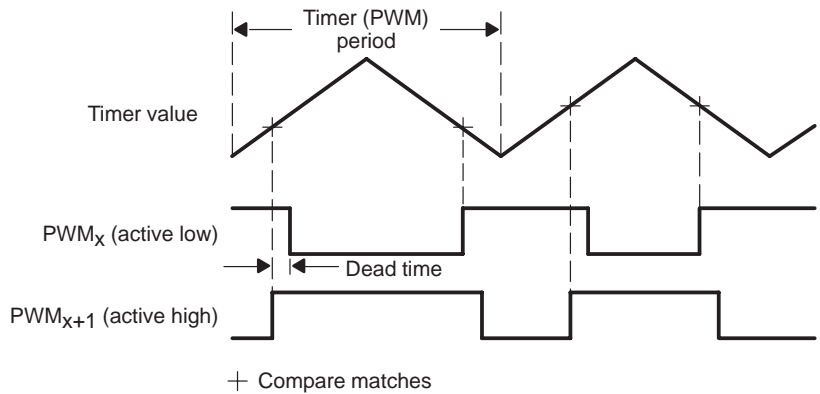 Timer (PWM)
period
Timer value
PWMx (active low)
Dead time
PWMx+1 (active high)
Compare matches